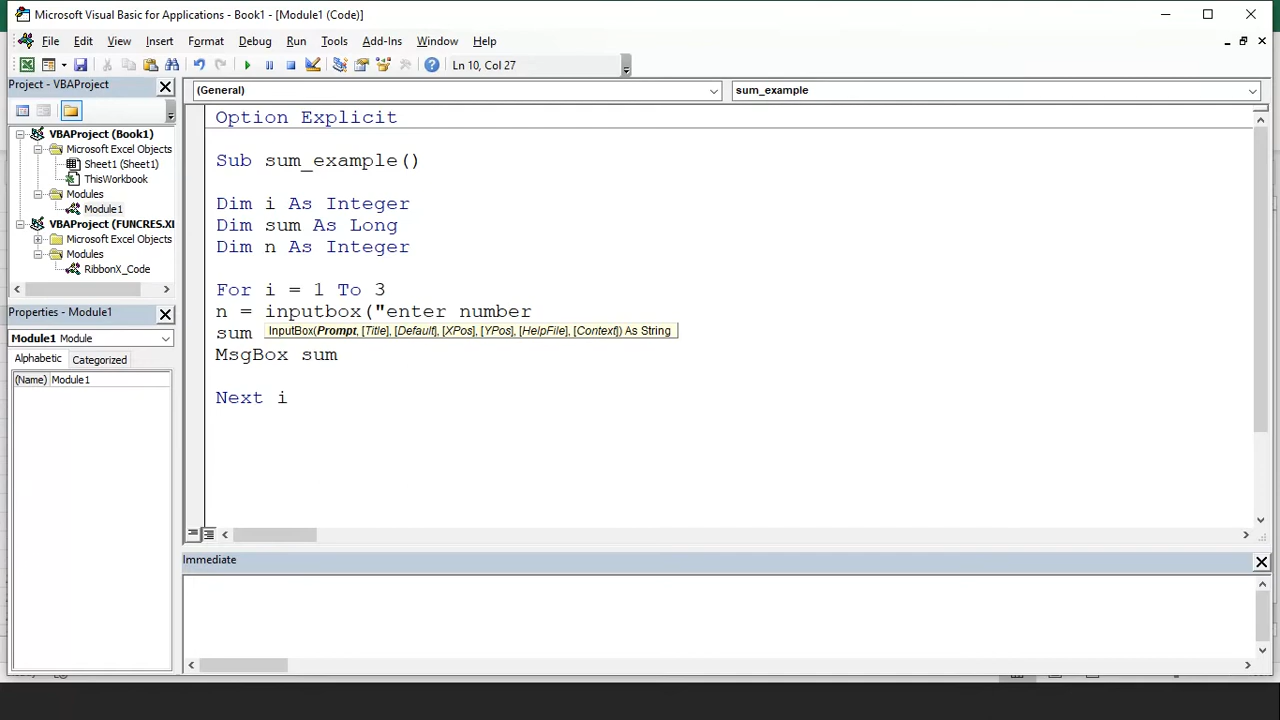 Microsoft Visual Basic for Applications - Book1 - [Module1 (Code)]
File Edit View Insert Format Debug Run Tools Add-Ins Window Help
Ln 10, Col 27
Project - VBAProject
(General) sum_example
VBAProject (Book1)
Microsoft Excel Objects
Sheet1 (Sheet1)
ThisWorkbook
Modules
Module1
VBAProject (FUNCRES.XI
Microsoft Excel Objects
Modules
RibbonX_Code
Properties - Module1
Module1 Module
Alphabetic Categorized
(Name) Module1
Option Explicit
Sub sum_example()
Dim i As Integer
Dim sum As Long
Dim n As Integer
For i = 1 To 3
n = inputbox("enter number
sum
InputBox(Prompt, [Title], [Default], [XPos], [YPos], [HelpFile], [Context]) As String
MsgBox sum
Next i
Immediate